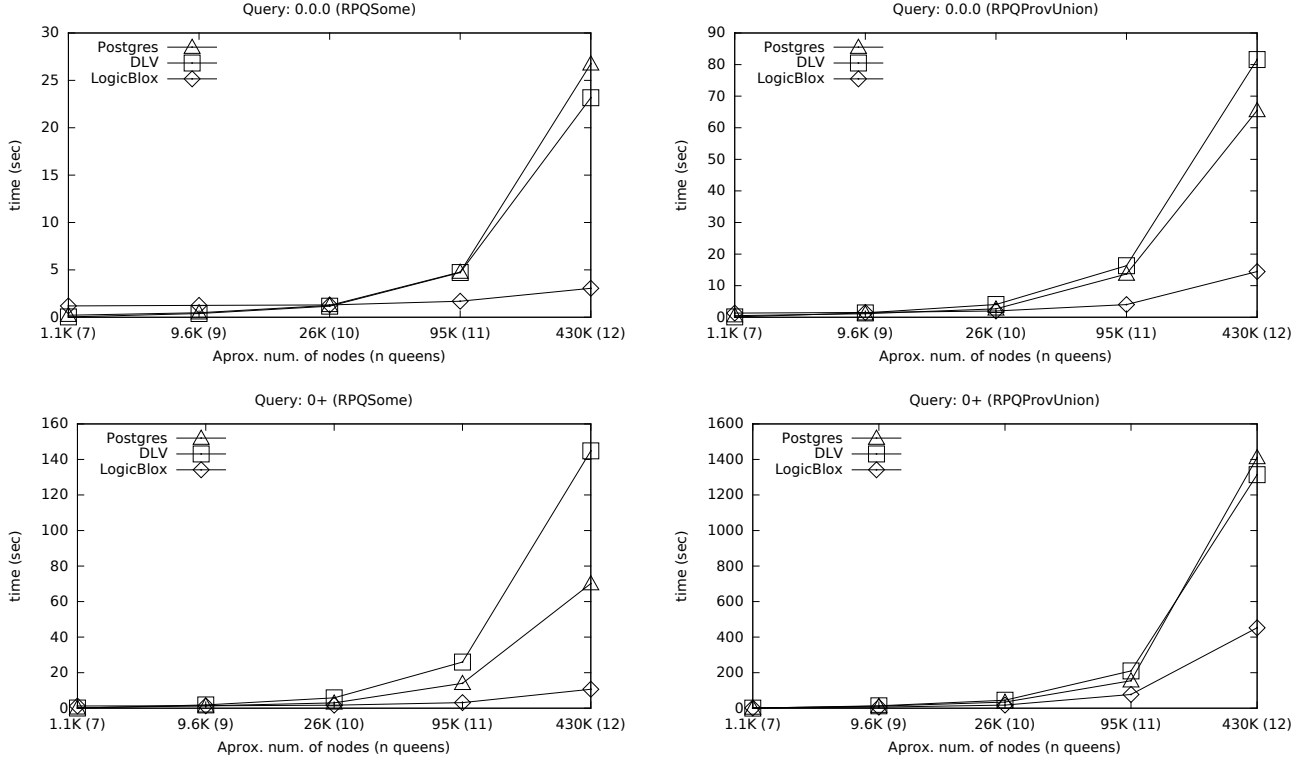 Query: 0.0.0 (RPQSome)
30
25
20
15
10
5
0
time (sec)
Postgres
DLV
LogicBlox
1.1K (7) 9.6K (9) 26K (10) 95K (11) 430K (12)
Aprox. num. of nodes (n queens)
Query: 0.0.0 (RPQProvUnion)
90
80
70
60
50
40
30
20
10
0
time (sec)
Postgres
DLV
LogicBlox
1.1K (7) 9.6K (9) 26K (10) 95K (11) 430K (12)
Aprox. num. of nodes (n queens)
Query: 0+ (RPQSome)
160
140
120
100
80
60
40
20
0
time (sec)
Postgres
DLV
LogicBlox
1.1K (7) 9.6K (9) 26K (10) 95K (11) 430K (12)
Aprox. num. of nodes (n queens)
Query: 0+ (RPQProvUnion)
1600
1400
1200
1000
800
600
400
200
0
time (sec)
Postgres
DLV
LogicBlox
1.1K (7) 9.6K (9) 26K (10) 95K (11) 430K (12)
Aprox. num. of nodes (n queens)